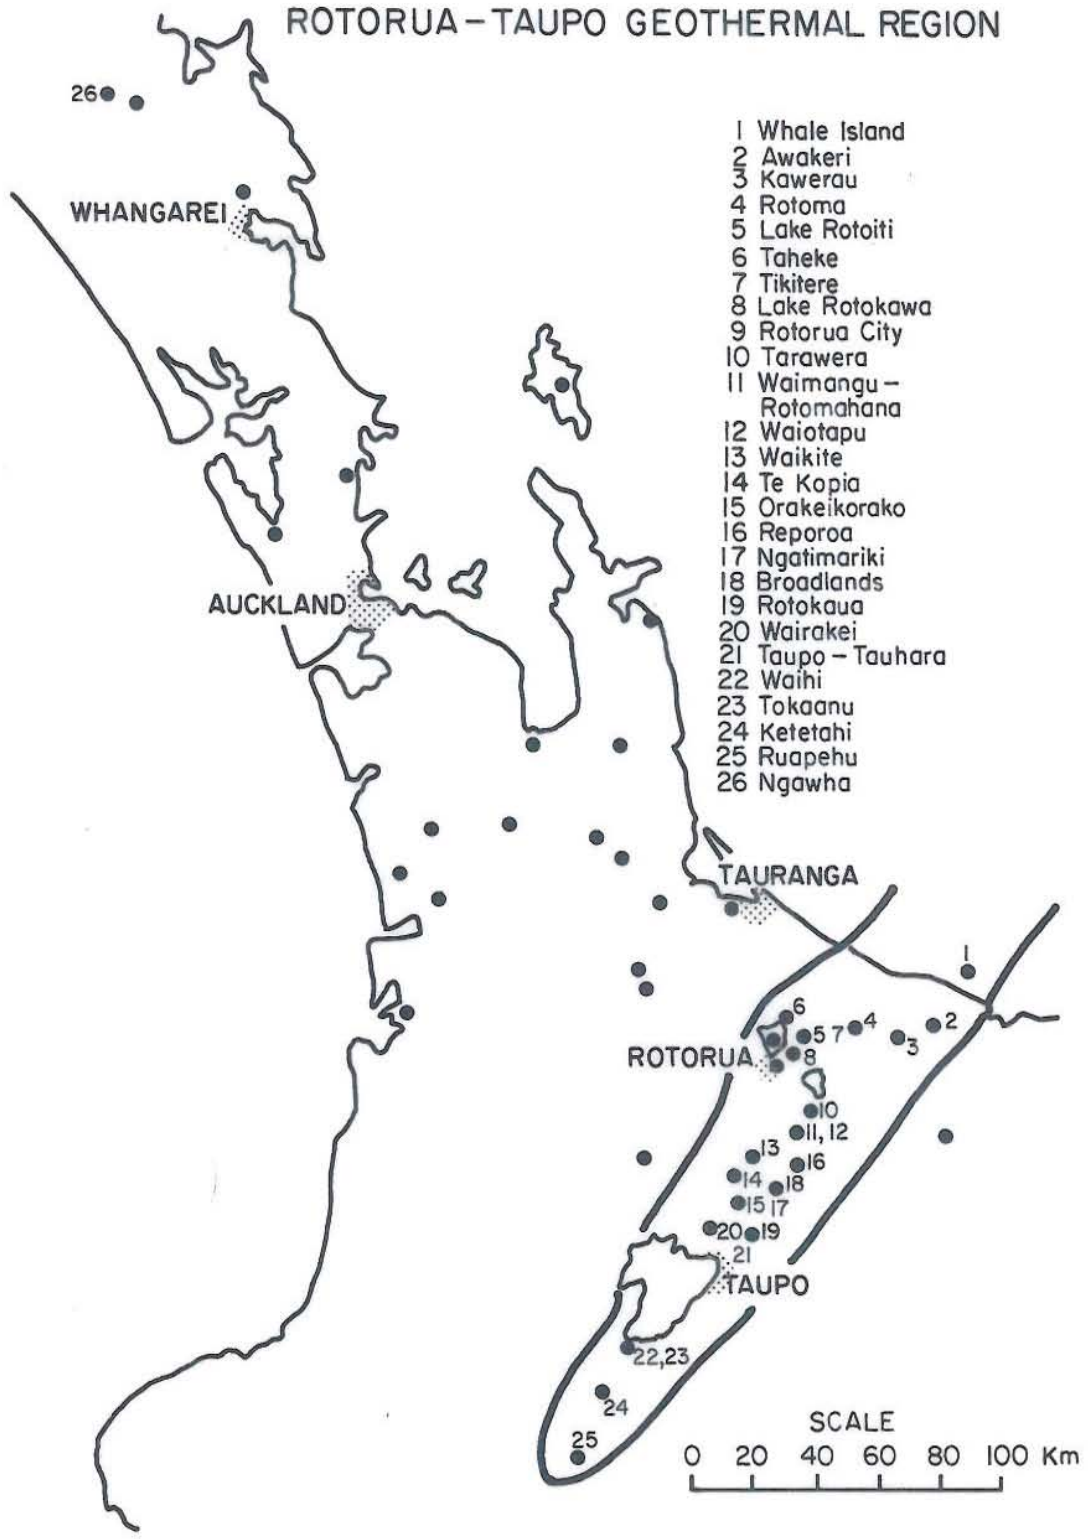 ROTORUA–TAUPO GEOTHERMAL REGION
26
WHANGAREI
1 Whale Island
2 Awakeri
3 Kawerau
4 Rotoma
5 Lake Rotoiti
6 Taheke
7 Tikitere
8 Lake Rotokawa
9 Rotorua City
10 Tarawera
11 Waimangu–
Rotomahana
12 Waiotapu
13 Waikite
14 Te Kopia
15 Orakeikorako
16 Reporoa
17 Ngatimariki
18 Broadlands
19 Rotokaua
20 Wairakei
21 Taupo–Tauhara
22 Waihi
23 Tokaanu
24 Ketetahi
25 Ruapehu
26 Ngawha
AUCKLAND
TAURANGA
1
6
5 7 4 2
3
ROTORUA 8
10
11, 12
13
16
14
18
15 17
20 19
21
TAUPO
22,23
24
25
SCALE
0 20 40 60 80 100 Km